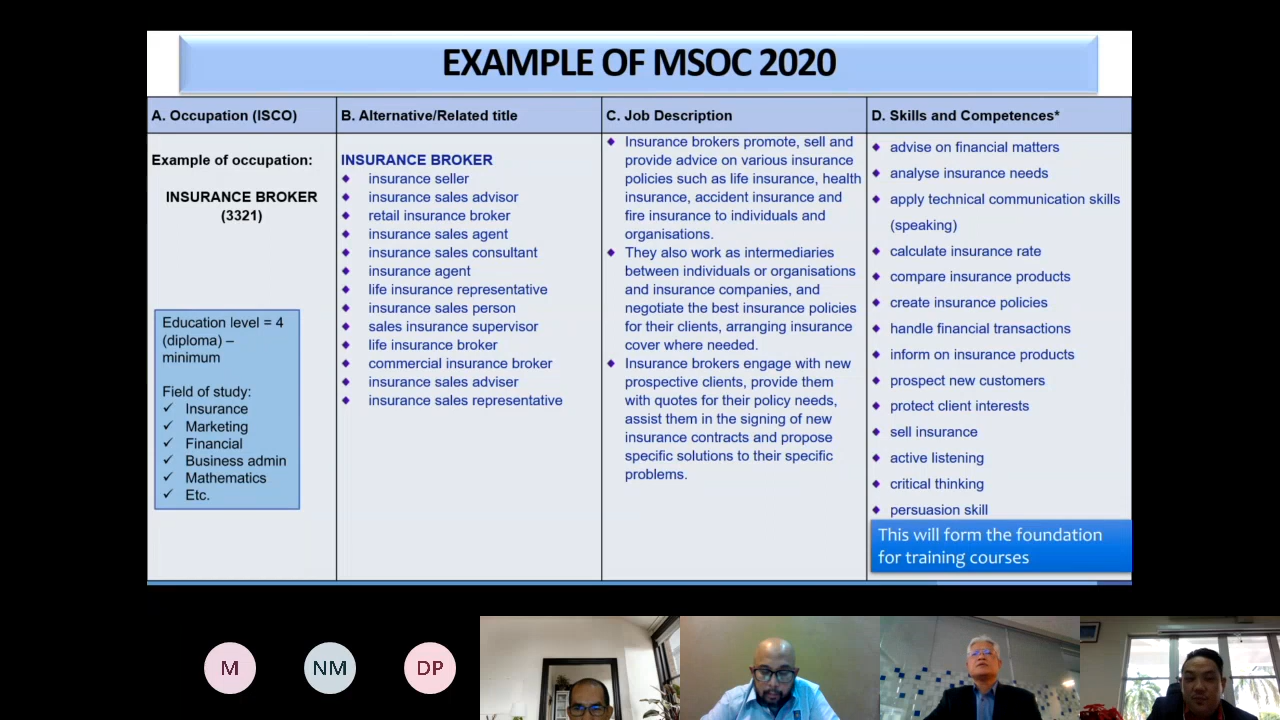 EXAMPLE OF MSOC 2020
A. Occupation (ISCO)
Example of occupation:
INSURANCE BROKER
(3321)
Education level = 4
(diploma) –
minimum
Field of study:
✓ Insurance
✓ Marketing
✓ Financial
✓ Business admin
✓ Mathematics
✓ Etc.
B. Alternative/Related title
INSURANCE BROKER
◆ insurance seller
◆ insurance sales advisor
◆ retail insurance broker
◆ insurance sales agent
◆ insurance sales consultant
◆ insurance agent
◆ life insurance representative
◆ insurance sales person
◆ sales insurance supervisor
◆ life insurance broker
◆ commercial insurance broker
◆ insurance sales adviser
◆ insurance sales representative
C. Job Description
◆ Insurance brokers promote, sell and
provide advice on various insurance
policies such as life insurance, health
insurance, accident insurance and
fire insurance to individuals and
organisations.
◆ They also work as intermediaries
between individuals or organisations
and insurance companies, and
negotiate the best insurance policies
for their clients, arranging insurance
cover where needed.
◆ Insurance brokers engage with new
prospective clients, provide them
with quotes for their policy needs,
assist them in the signing of new
insurance contracts and propose
specific solutions to their specific
problems.
D. Skills and Competences*
◆ advise on financial matters
◆ analyse insurance needs
◆ apply technical communication skills
(speaking)
◆ calculate insurance rate
◆ compare insurance products
◆ create insurance policies
◆ handle financial transactions
◆ inform on insurance products
◆ prospect new customers
◆ protect client interests
◆ sell insurance
◆ active listening
◆ critical thinking
◆ persuasion skill
This will form the foundation
for training courses
M
NM
DP